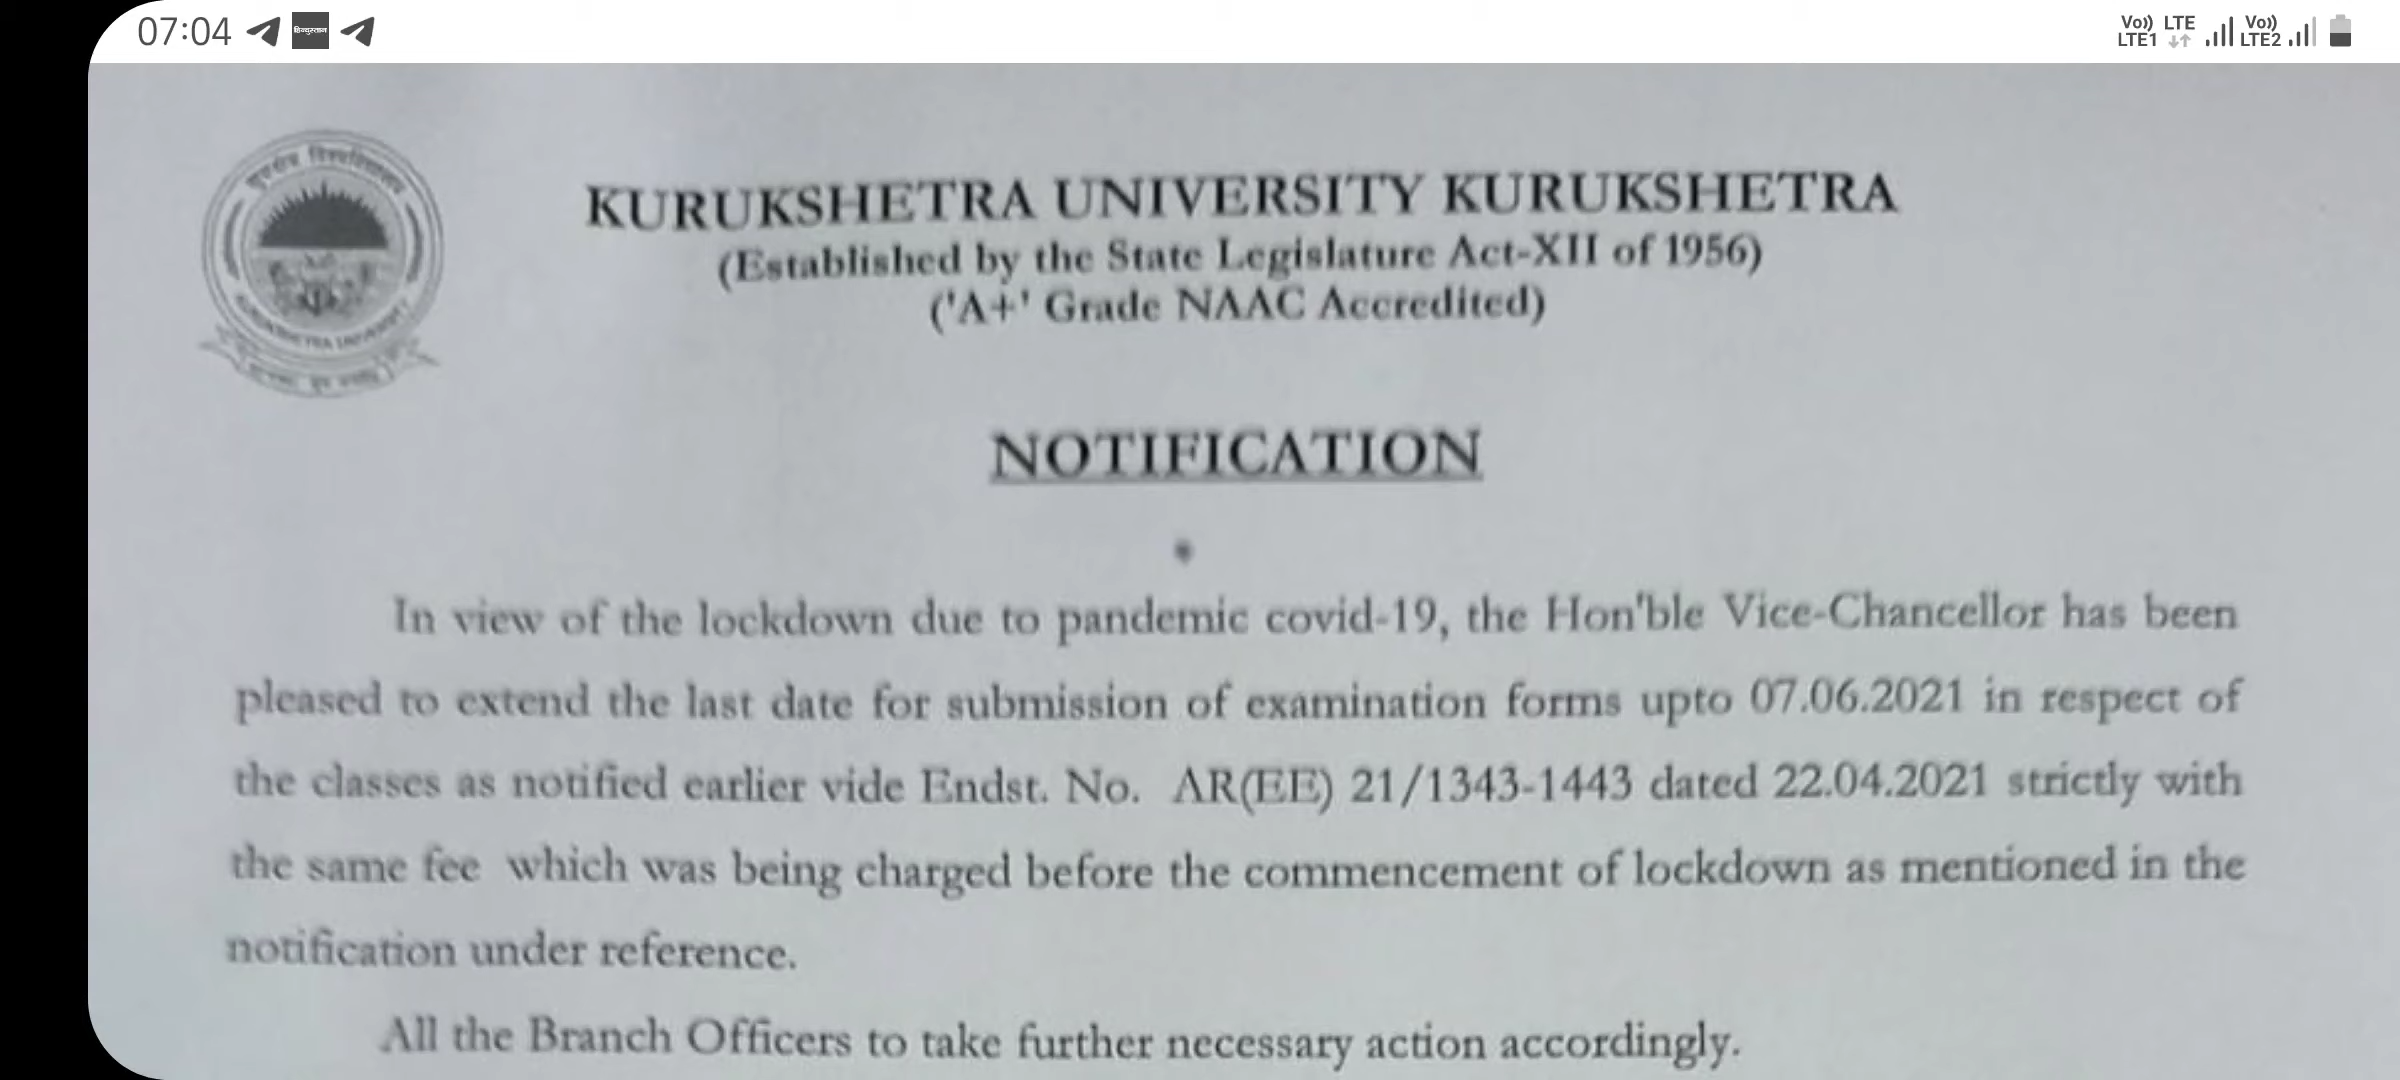 07:04
हिन्दुस्तान
Vo)) LTE
LTE1
Vo))
LTE2
KURUKSHETRA UNIVERSITY KURUKSHETRA
(Established by the State Legislature Act-XII of 1956)
('A+' Grade NAAC Accredited)
NOTIFICATION
In view of the lockdown due to pandemic covid-19, the Hon'ble Vice-Chancellor has been
pleased to extend the last date for submission of examination forms upto 07.06.2021 in respect of
the classes as notified earlier vide Endst. No. AR(EE) 21/1343-1443 dated 22.04.2021 strictly with
the same fee which was being charged before the commencement of lockdown as mentioned in the
notification under reference.
All the Branch Officers to take further necessary action accordingly.